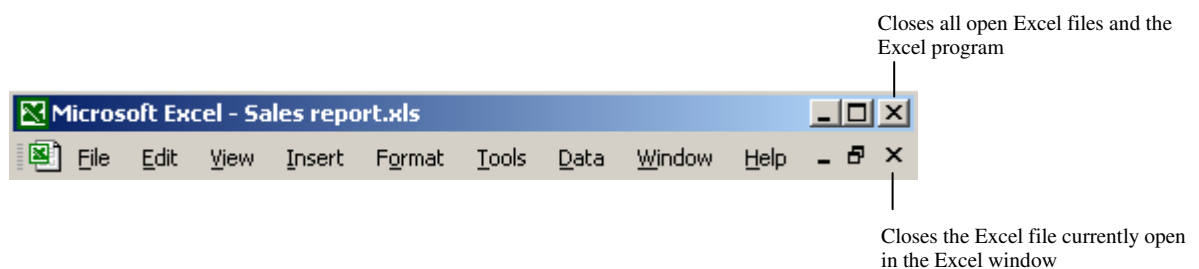 Closes all open Excel files and the
Excel program
Microsoft Excel - Sales report.xls
File Edit View Insert Format Tools Data Window Help
Closes the Excel file currently open
in the Excel window